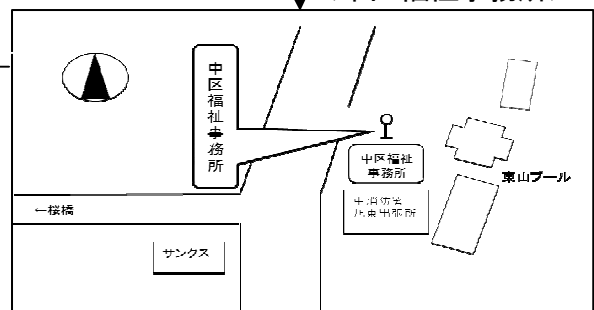 中区福祉事務所
中区福祉
事務所
東山プール
←桜橋
サンクス